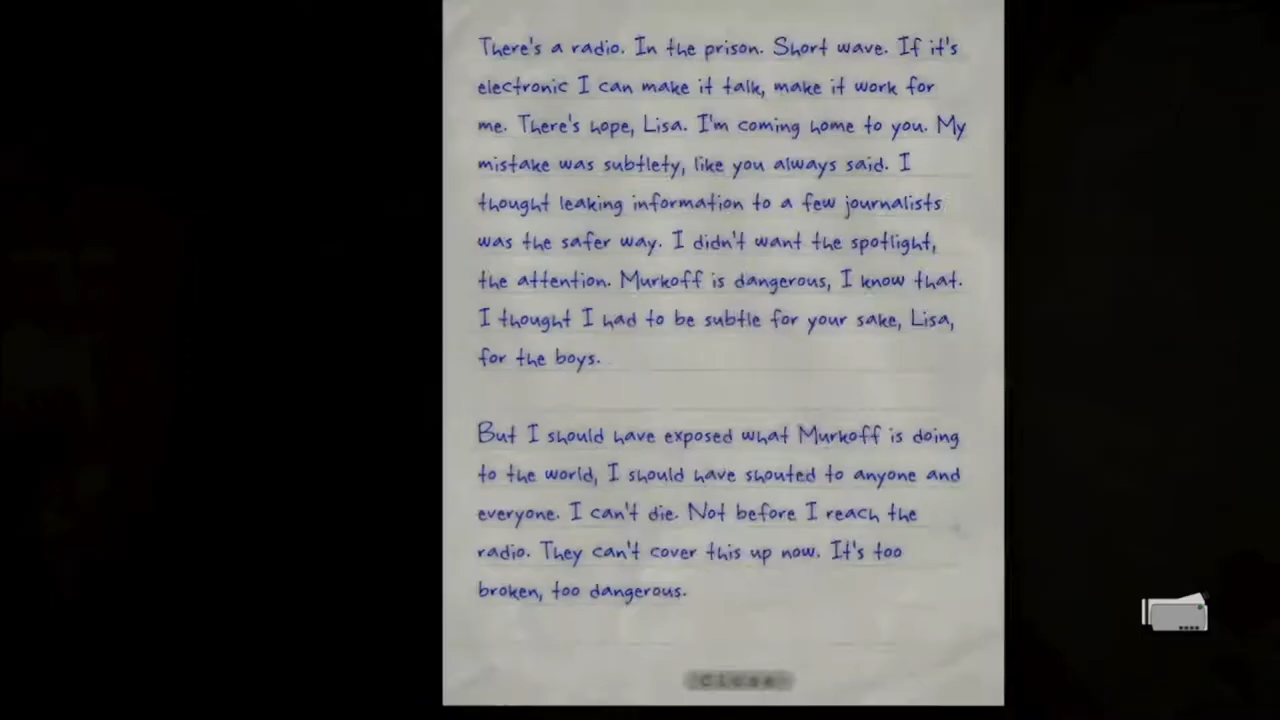 There's a radio. In the prison. Short wave. If it's
electronic I can make it talk, make it work for
me. There's hope, Lisa. I'm coming home to you. My
mistake was subtlety, like you always said. I
thought leaking information to a few journalists
was the safer way. I didn't want the spotlight,
the attention. Murkoff is dangerous, I know that.
I thought I had to be subtle for your sake, Lisa,
for the boys.
But I should have exposed what Murkoff is doing
to the world, I should have shouted to anyone and
everyone. I can't die. Not before I reach the
radio. They can't cover this up now. It's too
broken, too dangerous.
Close